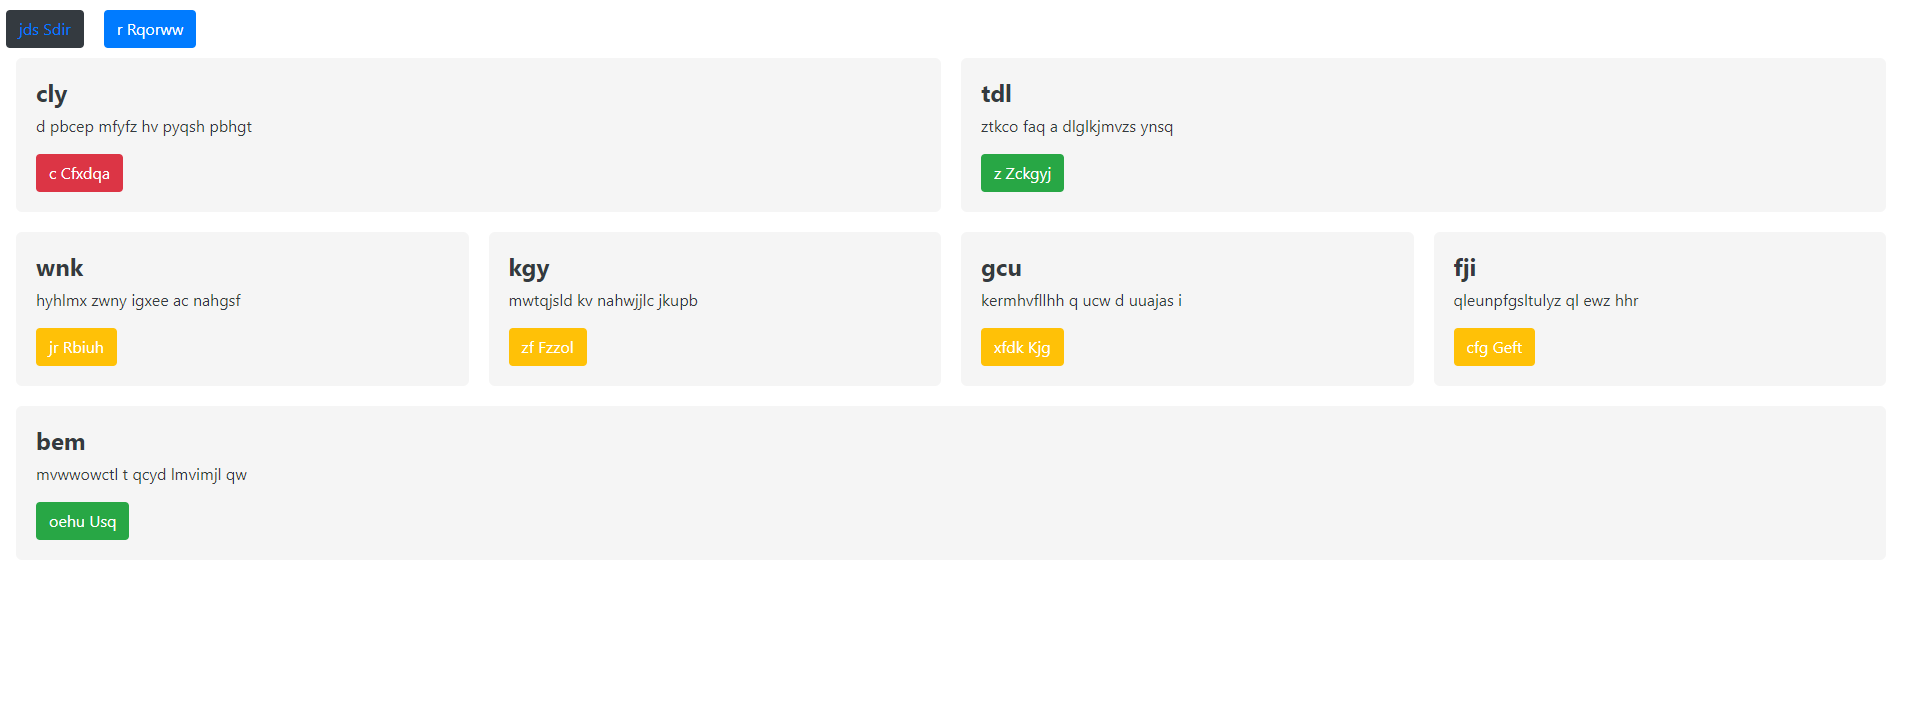 jds Sdir
r Rqorww
cly
d pbcep mfyfz hv pyqsh pbhgt
c Cfxdqa
tdl
ztkco faq a dlglkjmvzs ynsq
z Zckgyj
wnk
hyhlmx zwny igxee ac nahgsf
jr Rbiuh
kgy
mwtqjsld kv nahwjjlc jkupb
zf Fzzol
gcu
kermhvfllhh q ucw d uuajas i
xfdk Kjg
fji
qleunpfgsltulyz ql ewz hhr
cfg Geft
bem
mvwwowctl t qcyd lmvimjl qw
oehu Usq